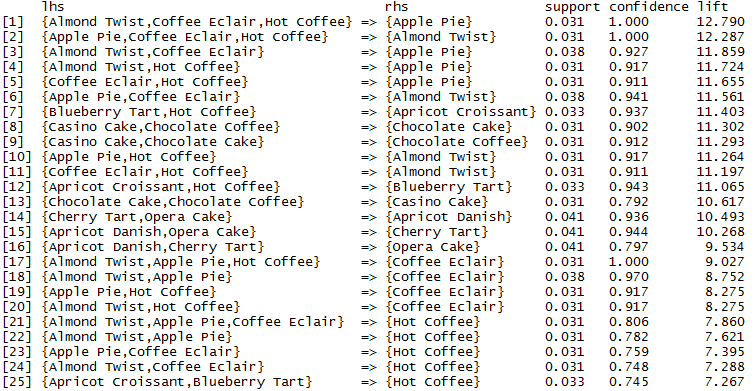 lhs rhs support confidence lift
[1] {Almond Twist,Coffee Eclair,Hot Coffee} => {Apple Pie} 0.031 1.000 12.790
[2] {Apple Pie,Coffee Eclair,Hot Coffee} => {Almond Twist} 0.031 1.000 12.287
[3] {Almond Twist,Coffee Eclair} => {Apple Pie} 0.038 0.927 11.859
[4] {Almond Twist,Hot Coffee} => {Apple Pie} 0.031 0.917 11.724
[5] {Coffee Eclair,Hot Coffee} => {Apple Pie} 0.031 0.911 11.655
[6] {Apple Pie,Coffee Eclair} => {Almond Twist} 0.038 0.941 11.561
[7] {Blueberry Tart,Hot Coffee} => {Apricot Croissant} 0.033 0.937 11.403
[8] {Casino Cake,Chocolate Coffee} => {Chocolate Cake} 0.031 0.902 11.302
[9] {Casino Cake,Chocolate Cake} => {Chocolate Coffee} 0.031 0.912 11.293
[10] {Apple Pie,Hot Coffee} => {Almond Twist} 0.031 0.917 11.264
[11] {Coffee Eclair,Hot Coffee} => {Almond Twist} 0.031 0.911 11.197
[12] {Apricot Croissant,Hot Coffee} => {Blueberry Tart} 0.033 0.943 11.065
[13] {Chocolate Cake,Chocolate Coffee} => {Casino Cake} 0.031 0.792 10.617
[14] {Cherry Tart,Opera Cake} => {Apricot Danish} 0.041 0.936 10.493
[15] {Apricot Danish,Opera Cake} => {Cherry Tart} 0.041 0.944 10.268
[16] {Apricot Danish,Cherry Tart} => {Opera Cake} 0.041 0.797 9.534
[17] {Almond Twist,Apple Pie,Hot Coffee} => {Coffee Eclair} 0.031 1.000 9.027
[18] {Almond Twist,Apple Pie} => {Coffee Eclair} 0.038 0.970 8.752
[19] {Apple Pie,Hot Coffee} => {Coffee Eclair} 0.031 0.917 8.275
[20] {Almond Twist,Hot Coffee} => {Coffee Eclair} 0.031 0.917 8.275
[21] {Almond Twist,Apple Pie,Coffee Eclair} => {Hot Coffee} 0.031 0.806 7.860
[22] {Almond Twist,Apple Pie} => {Hot Coffee} 0.031 0.782 7.621
[23] {Apple Pie,Coffee Eclair} => {Hot Coffee} 0.031 0.759 7.395
[24] {Almond Twist,Coffee Eclair} => {Hot Coffee} 0.031 0.748 7.288
[25] {Apricot Croissant,Blueberry Tart} => {Hot Coffee} 0.033 0.745 7.267